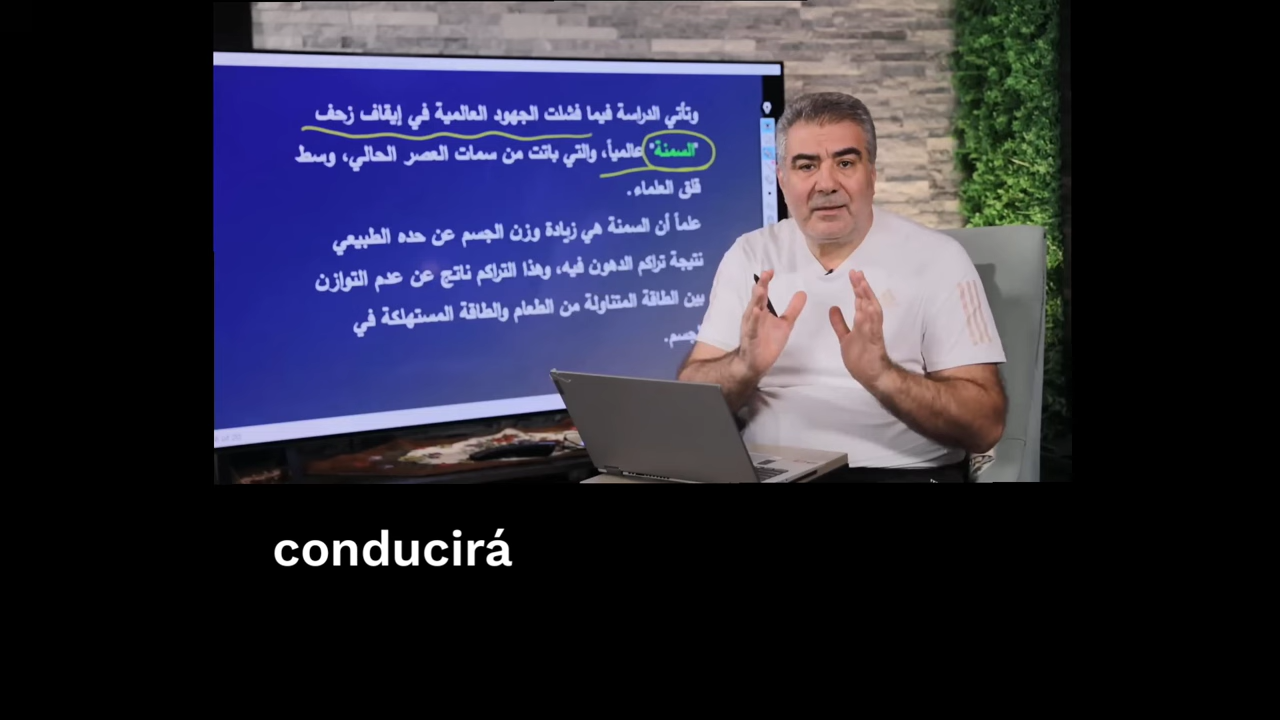 وتأتي الدراسة فيما فشلت الجهود العالمية في إيقاف زحف
"السمنة" عالمياً، والتي باتت من سمات العصر الحالي، وسط
قلق العلماء.
علماً أن السمنة هي زيادة وزن الجسم عن حده الطبيعي
نتيجة تراكم الدهون فيه، وهذا التراكم ناتج عن عدم التوازن
بين الطاقة المتناولة من الطعام والطاقة المستهلكة في
لجسم.
conducirá